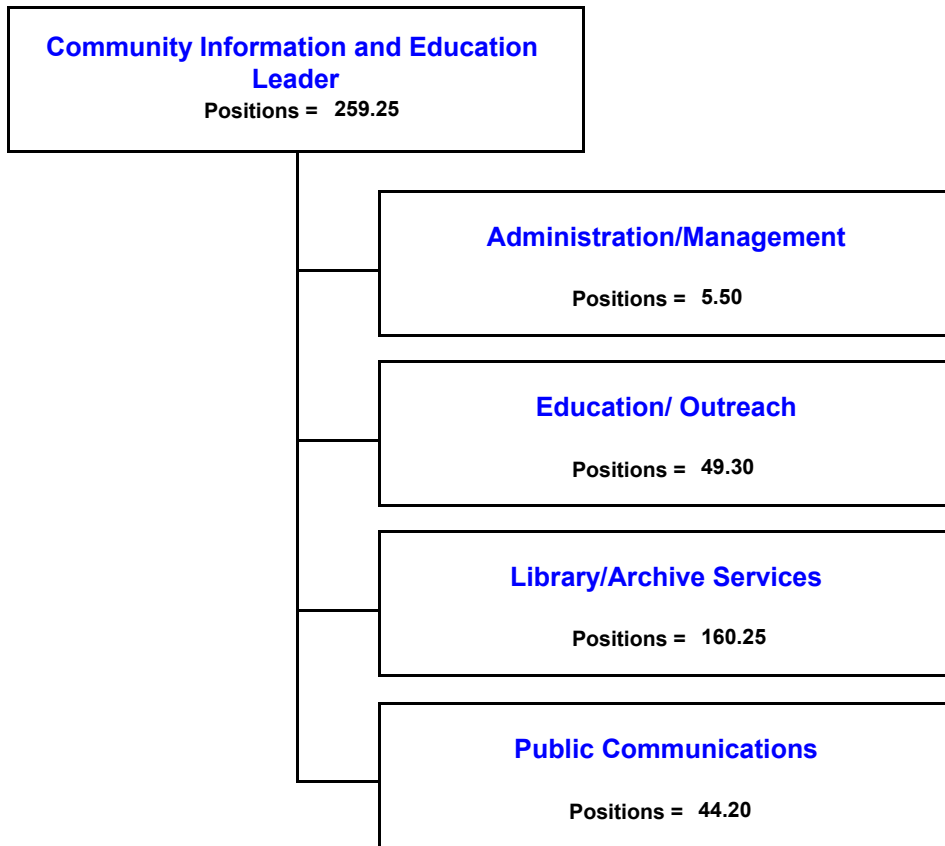 Community Information and Education
Leader
Positions = 259.25
Administration/Management
Positions = 5.50
Education/ Outreach
Positions = 49.30
Library/Archive Services
Positions = 160.25
Public Communications
Positions = 44.20